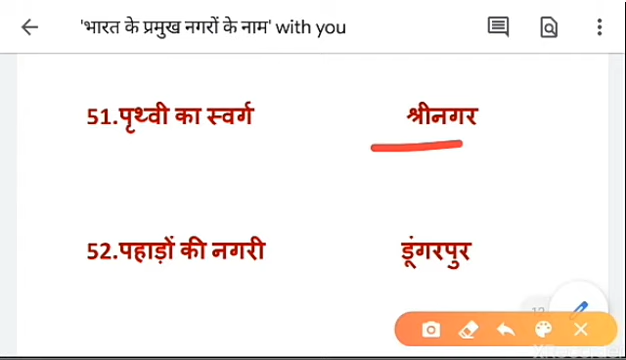 'भारत के प्रमुख नगरों के नाम' with you
51.पृथ्वी का स्वर्ग श्रीनगर
52.पहाड़ों की नगरी डूंगरपुर